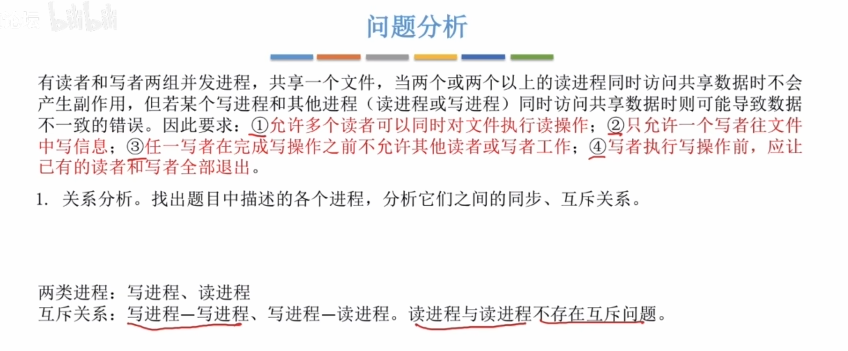 bilibili
问题分析
有读者和写者两组并发进程，共享一个文件，当两个或两个以上的读进程同时访问共享数据时不会
产生副作用，但若某个写进程和其他进程（读进程或写进程）同时访问共享数据时则可能导致数据
不一致的错误。因此要求：①允许多个读者可以同时对文件执行读操作；②只允许一个写者往文件
中写信息；③任一写者在完成写操作之前不允许其他读者或写者工作；④写者执行写操作前，应让
已有的读者和写者全部退出。
1. 关系分析。找出题目中描述的各个进程，分析它们之间的同步、互斥关系。
两类进程：写进程、读进程
互斥关系：写进程—写进程、写进程—读进程。读进程与读进程不存在互斥问题。